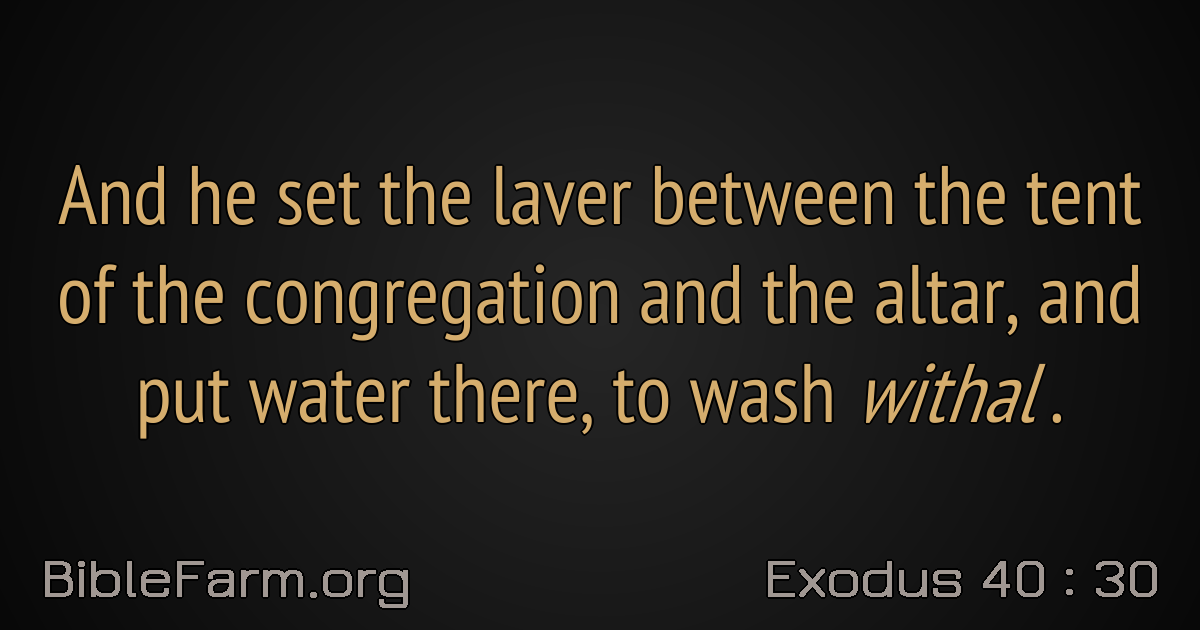 And he set the laver between the tent
of the congregation and the altar, and
put water there, to wash withal .
BibleFarm.org
Exodus 40 : 30